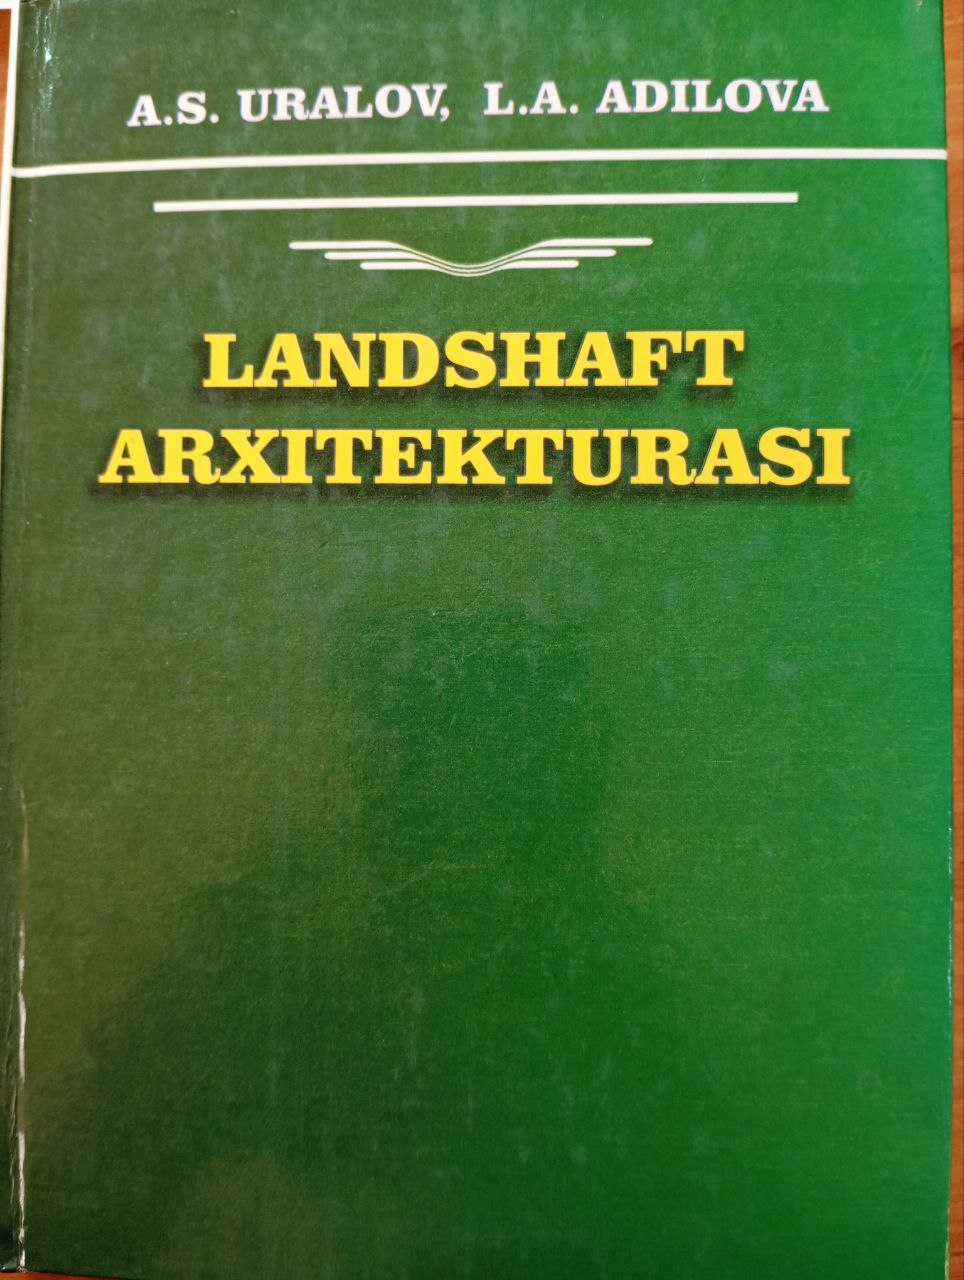 A.S. URALOV, L.A. ADILOVA
LANDSHAFT
ARXITEKTURASI